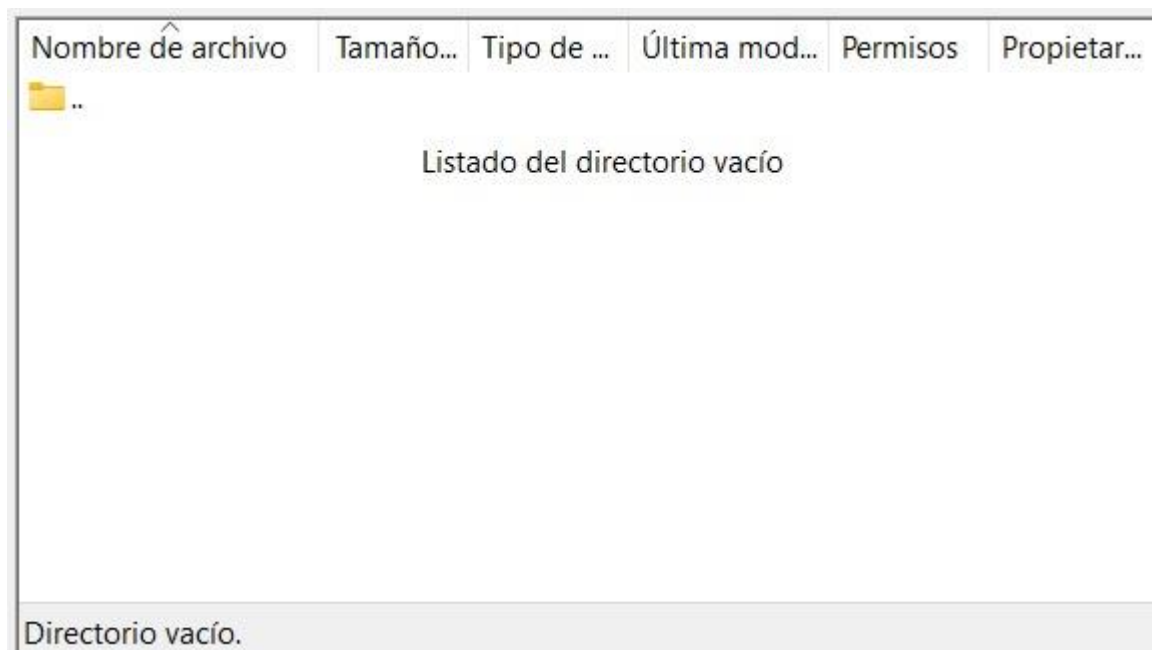 Nombre de archivo Tamaño... Tipo de ... Última mod... Permisos Propietar...
..
Listado del directorio vacío
Directorio vacío.